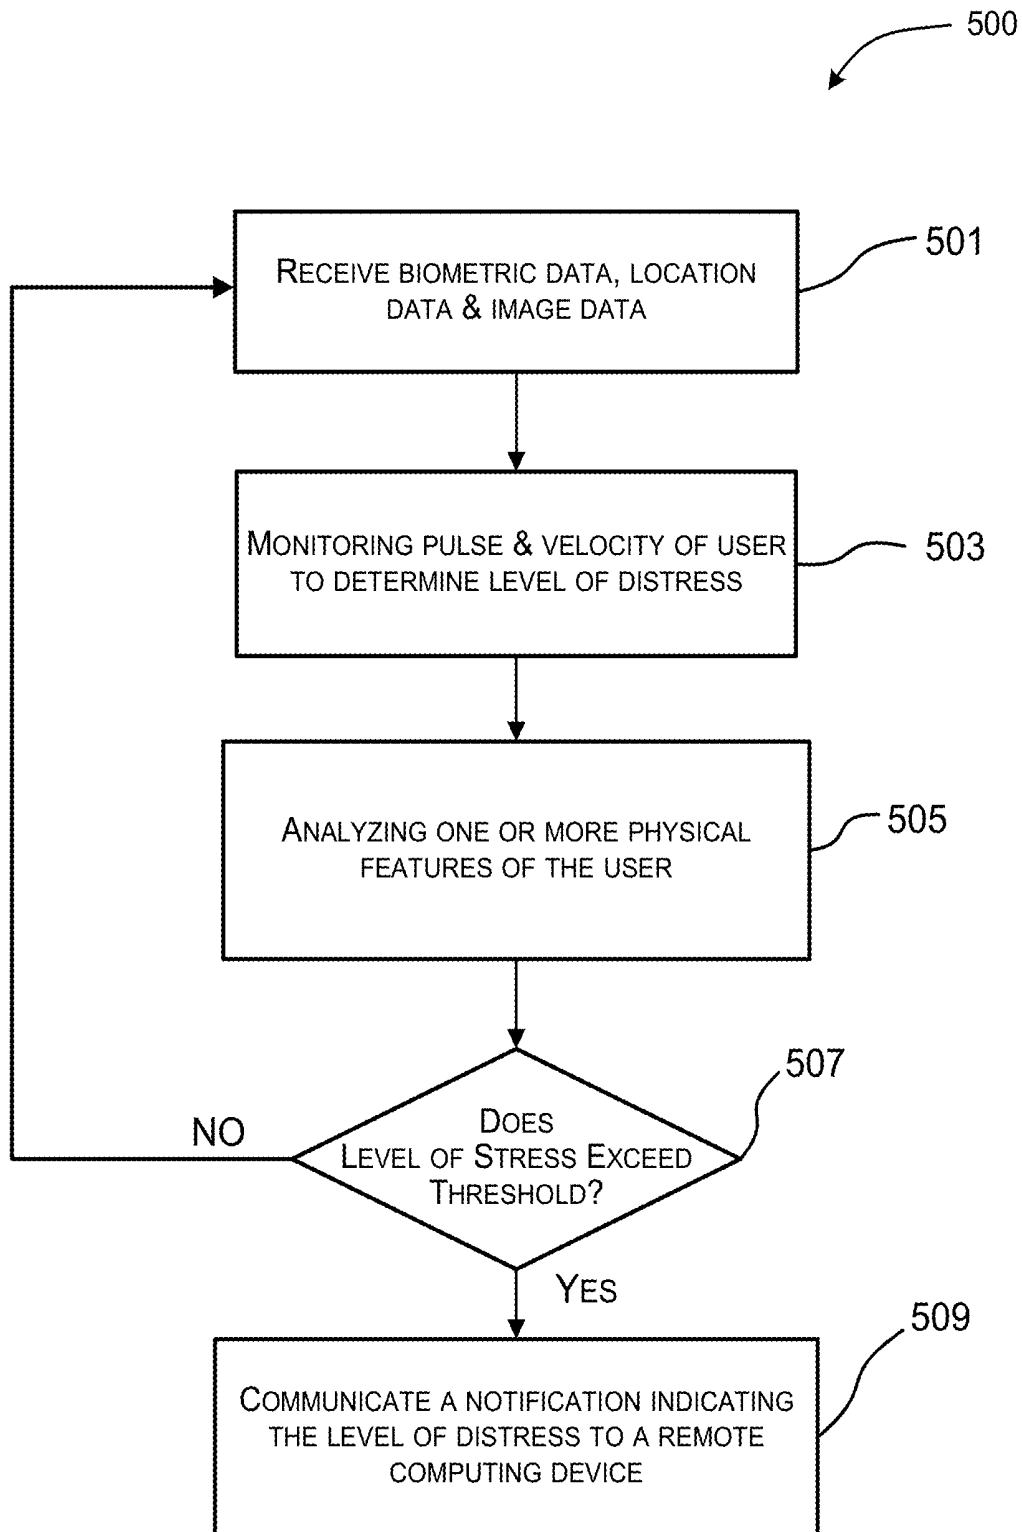 500
RECEIVE BIOMETRIC DATA, LOCATION
DATA & IMAGE DATA
501
MONITORING PULSE & VELOCITY OF USER
TO DETERMINE LEVEL OF DISTRESS
503
ANALYZING ONE OR MORE PHYSICAL
FEATURES OF THE USER
505
DOES
LEVEL OF STRESS EXCEED
THRESHOLD?
507
NO
YES
COMMUNICATE A NOTIFICATION INDICATING
THE LEVEL OF DISTRESS TO A REMOTE
COMPUTING DEVICE
509